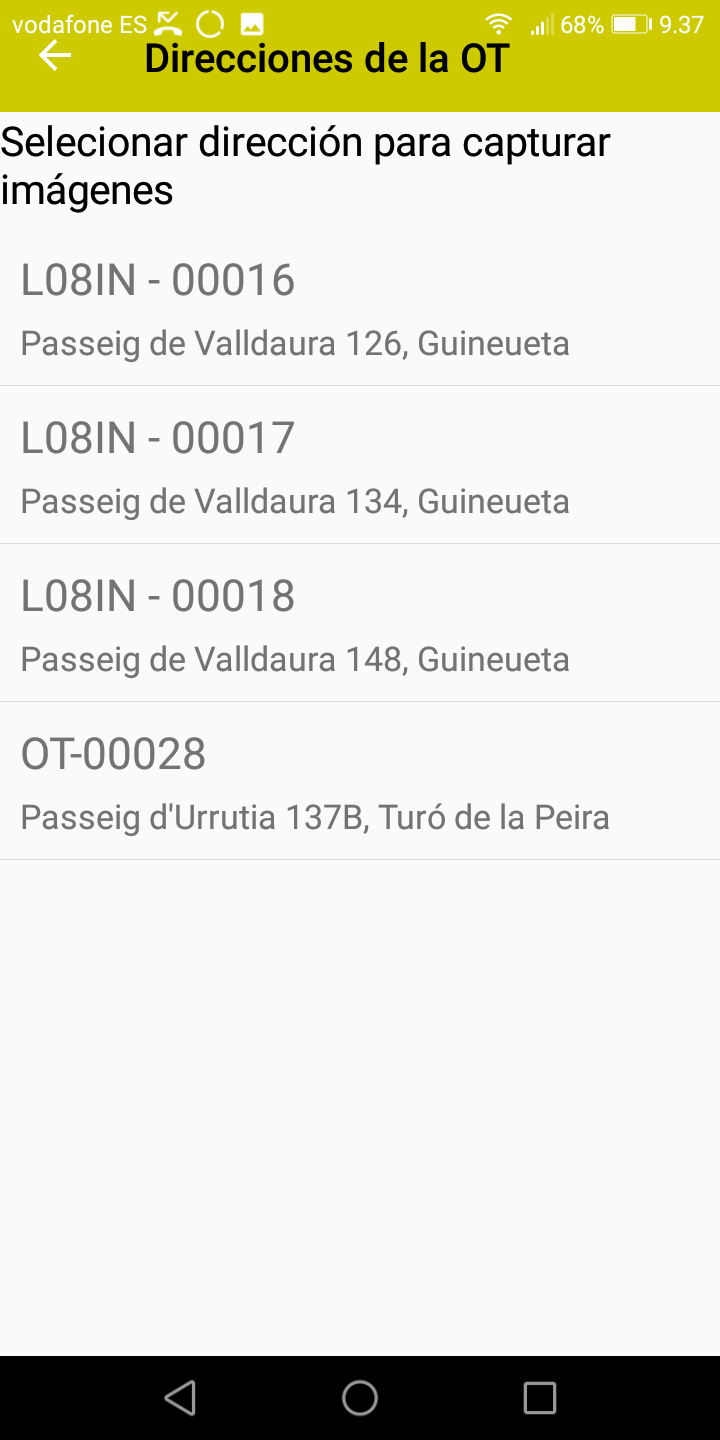 vodafone ES 68% 9.37
Direcciones de la OT
Selecionar dirección para capturar
imágenes
L08IN - 00016
Passeig de Valldaura 126, Guineueta
L08IN - 00017
Passeig de Valldaura 134, Guineueta
L08IN - 00018
Passeig de Valldaura 148, Guineueta
OT-00028
Passeig d'Urrutia 137B, Turó de la Peira